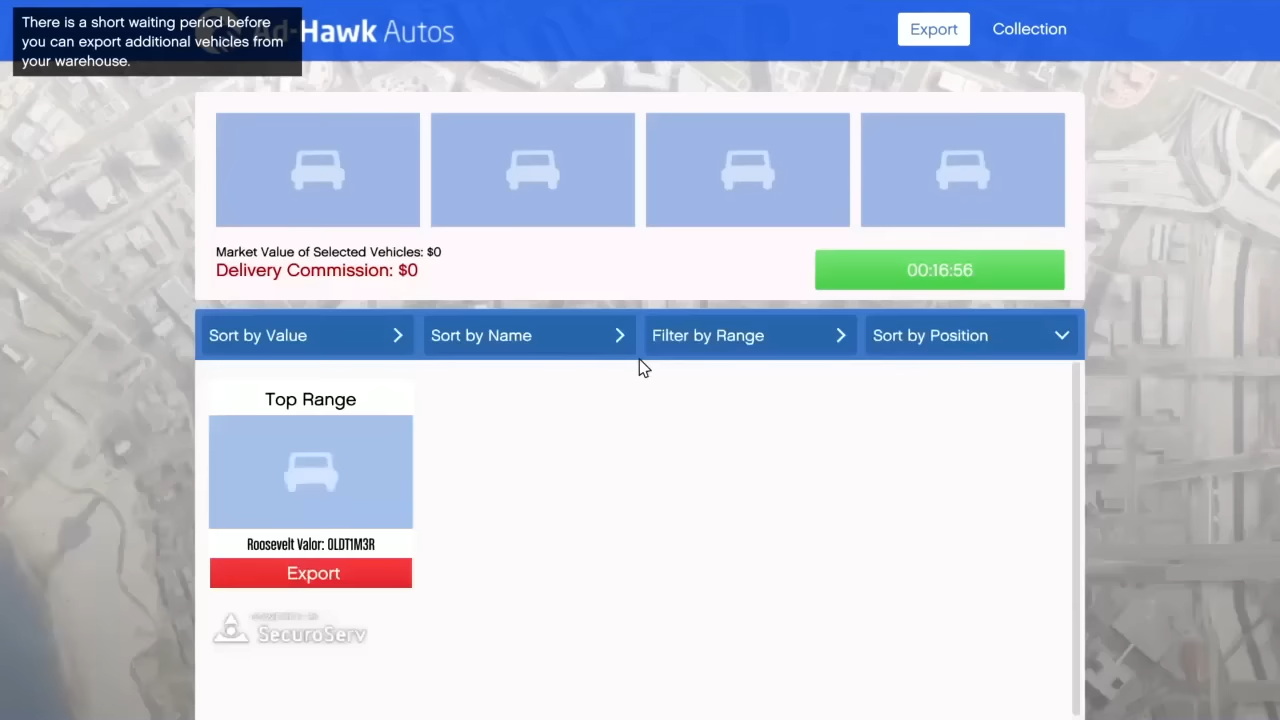 There is a short waiting period before
you can export additional vehicles from
your warehouse.
Ad-Hawk Autos
Export
Collection
Market Value of Selected Vehicles: $0
Delivery Commission: $0
00:16:56
Sort by Value
Sort by Name
Filter by Range
Sort by Position
Top Range
Roosevelt Valor: 0LDT1M3R
Export
SecuroServ